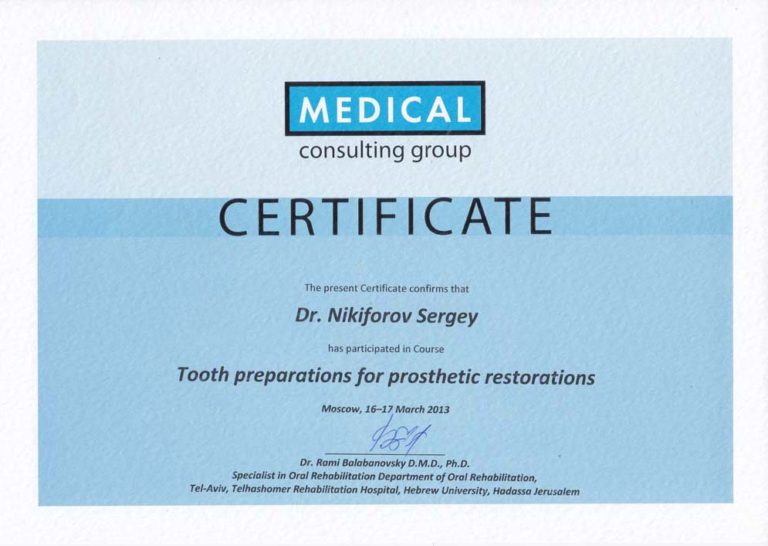 MEDICAL
consulting group
CERTIFICATE
The present Certificate confirms that
Dr. Nikiforov Sergey
has participated in Course
Tooth preparations for prosthetic restorations
Moscow, 16–17 March 2013
Dr. Rami Balabanovsky D.M.D., Ph.D.
Specialist in Oral Rehabilitation Department of Oral Rehabilitation,
Tel-Aviv, Telhashomer Rehabilitation Hospital, Hebrew University, Hadassa Jerusalem